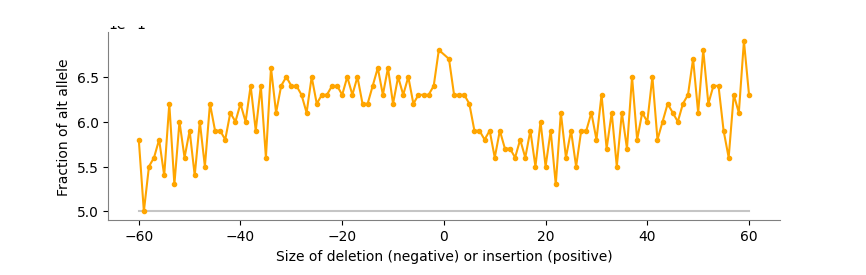 6.5
6.0
5.5
5.0
−60 −40 −20 0 20 40 60
Fraction of alt allele
Size of deletion (negative) or insertion (positive)